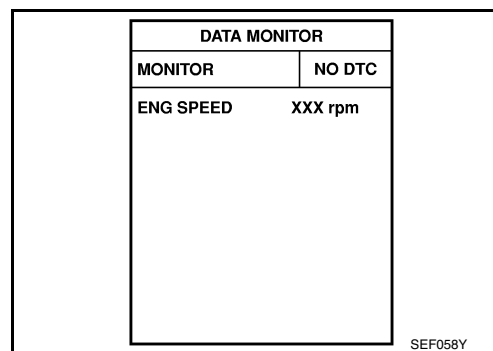 DATA MONITOR
MONITOR NO DTC
ENG SPEED XXX rpm
SEF058Y